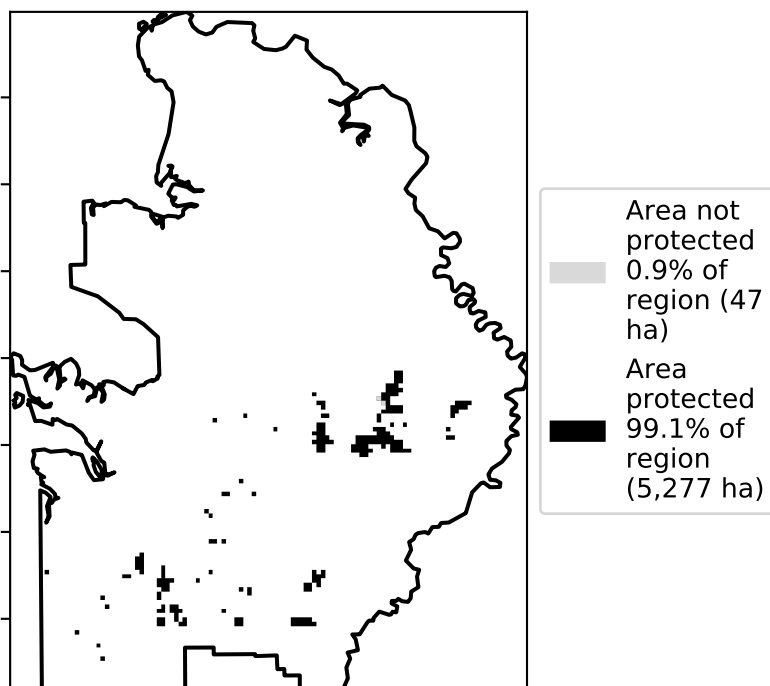 Area not
protected
0.9% of
region (47
ha)
Area
protected
99.1% of
region
(5,277 ha)